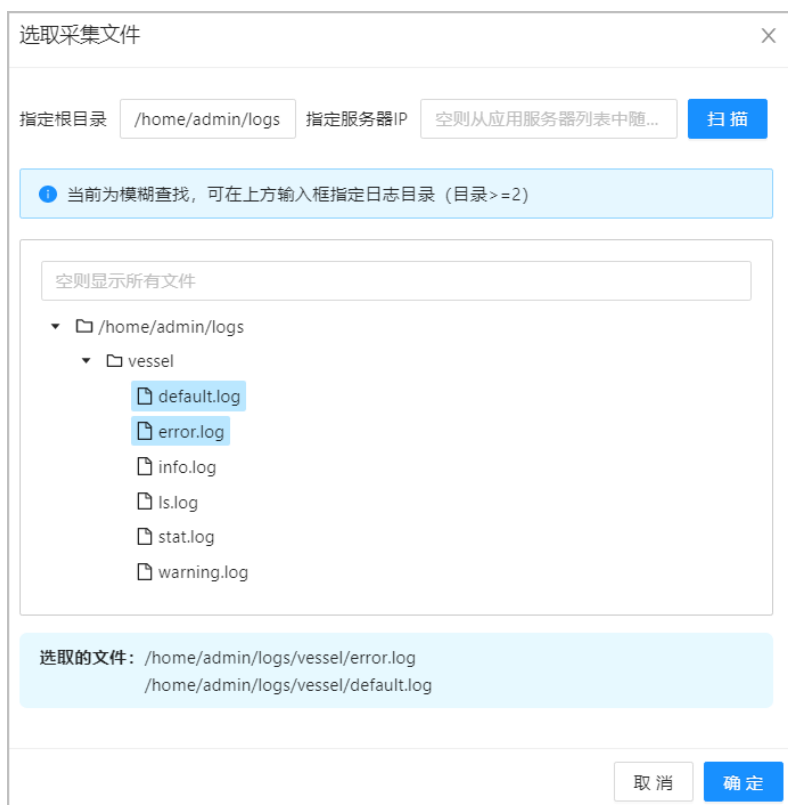 选取采集文件
指定根目录 /home/admin/logs 指定服务器IP 空则从应用服务器列表中随... 扫 描
当前为模糊查找，可在上方输入框指定日志目录（目录>=2）
空则显示所有文件
/home/admin/logs
vessel
default.log
error.log
info.log
ls.log
stat.log
warning.log
选取的文件： /home/admin/logs/vessel/error.log
/home/admin/logs/vessel/default.log
取 消 确 定